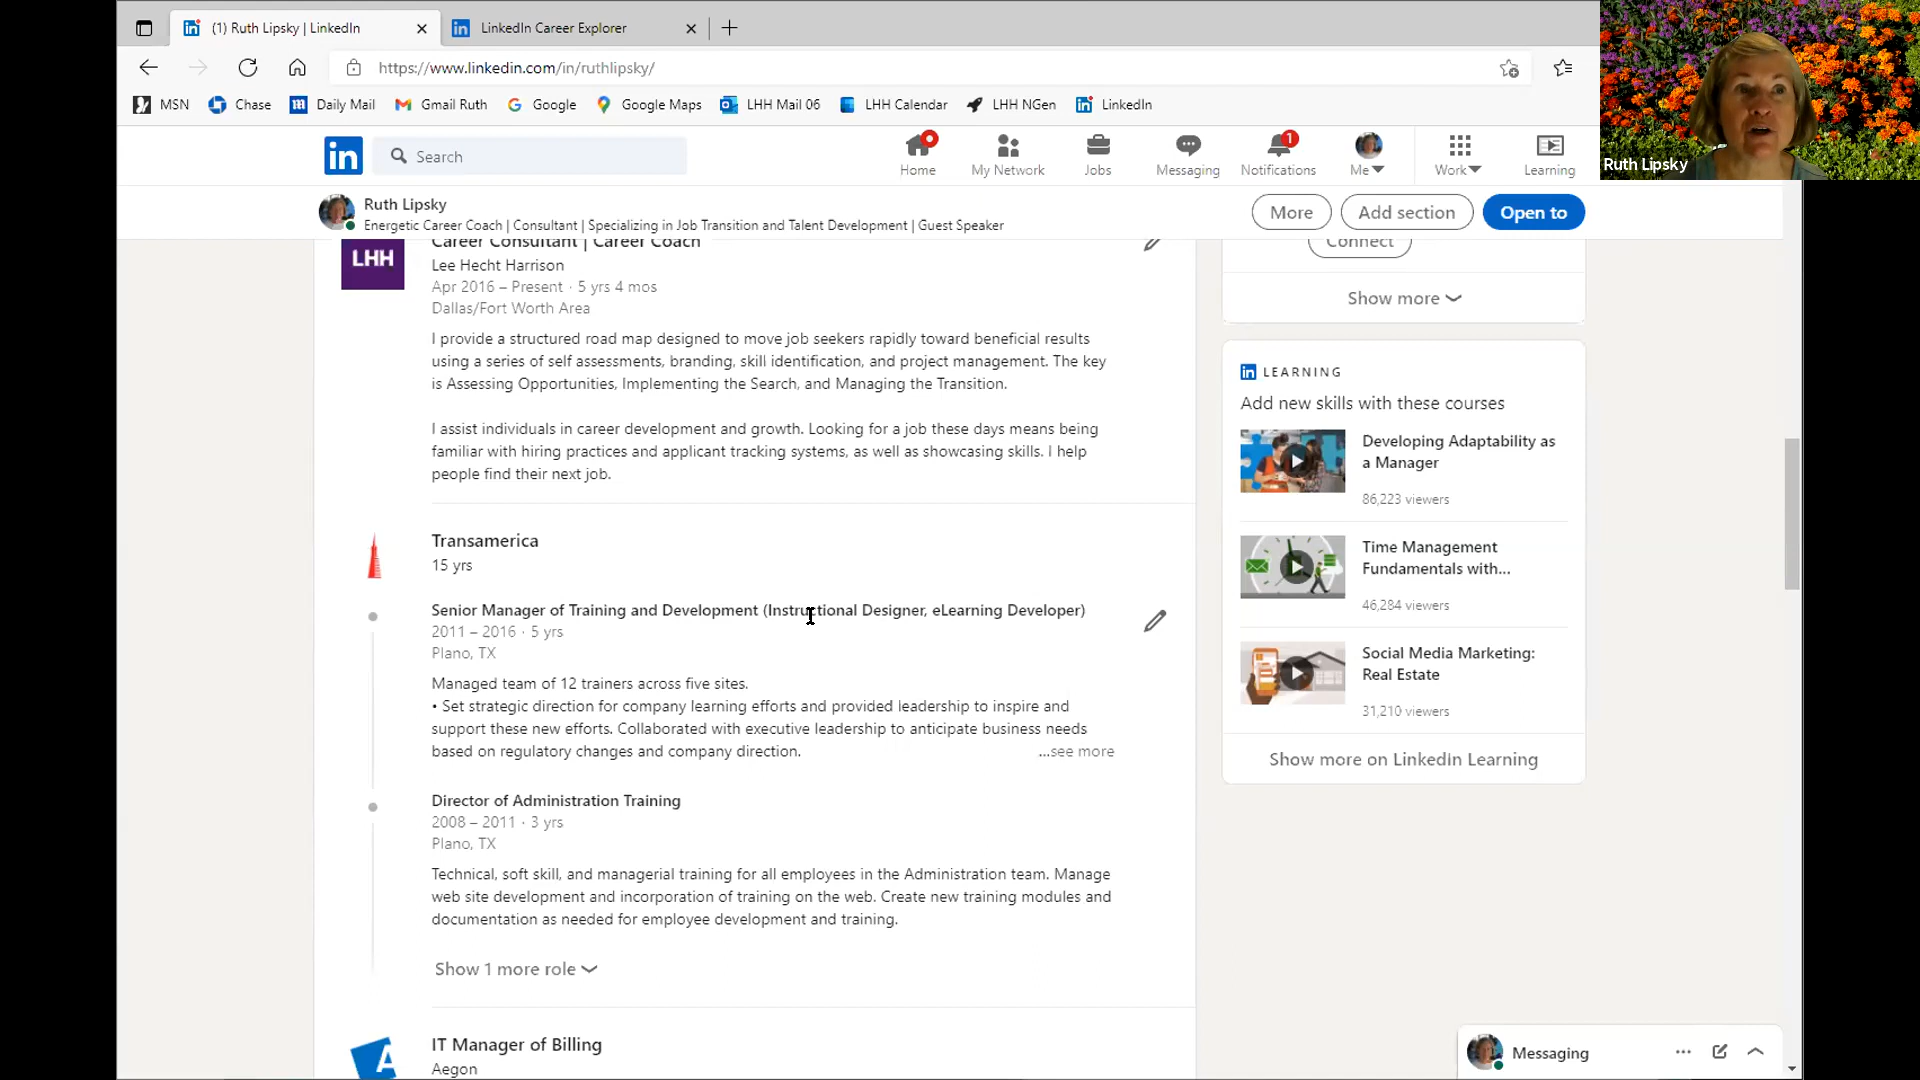 (1) Ruth Lipsky | LinkedIn
LinkedIn Career Explorer
https://www.linkedin.com/in/ruthlipsky/
MSN
Chase
Daily Mail
Gmail Ruth
Google
Google Maps
LHH Mail 06
LHH Calendar
LHH NGen
LinkedIn
Ruth Lipsky
in
Search
Home
My Network
Jobs
Messaging
1
Notifications
Me
Work
Learning
Ruth Lipsky
Energetic Career Coach | Consultant | Specializing in Job Transition and Talent Development | Guest Speaker
More
Add section
Open to
LHH
Career Consultant | Career Coach
Lee Hecht Harrison
Apr 2016 – Present · 5 yrs 4 mos
Dallas/Fort Worth Area
I provide a structured road map designed to move job seekers rapidly toward beneficial results
using a series of self assessments, branding, skill identification, and project management. The key
is Assessing Opportunities, Implementing the Search, and Managing the Transition.
I assist individuals in career development and growth. Looking for a job these days means being
familiar with hiring practices and applicant tracking systems, as well as showcasing skills. I help
people find their next job.
Transamerica
15 yrs
Senior Manager of Training and Development (Instructional Designer, eLearning Developer)
2011 – 2016 · 5 yrs
Plano, TX
Managed team of 12 trainers across five sites.
• Set strategic direction for company learning efforts and provided leadership to inspire and
support these new efforts. Collaborated with executive leadership to anticipate business needs
based on regulatory changes and company direction.
...see more
Director of Administration Training
2008 – 2011 · 3 yrs
Plano, TX
Technical, soft skill, and managerial training for all employees in the Administration team. Manage
web site development and incorporation of training on the web. Create new training modules and
documentation as needed for employee development and training.
Show 1 more role
IT Manager of Billing
Aegon
Connect
Show more
in LEARNING
Add new skills with these courses
Developing Adaptability as
a Manager
86,223 viewers
Time Management
Fundamentals with...
46,284 viewers
Social Media Marketing:
Real Estate
31,210 viewers
Show more on LinkedIn Learning
Messaging